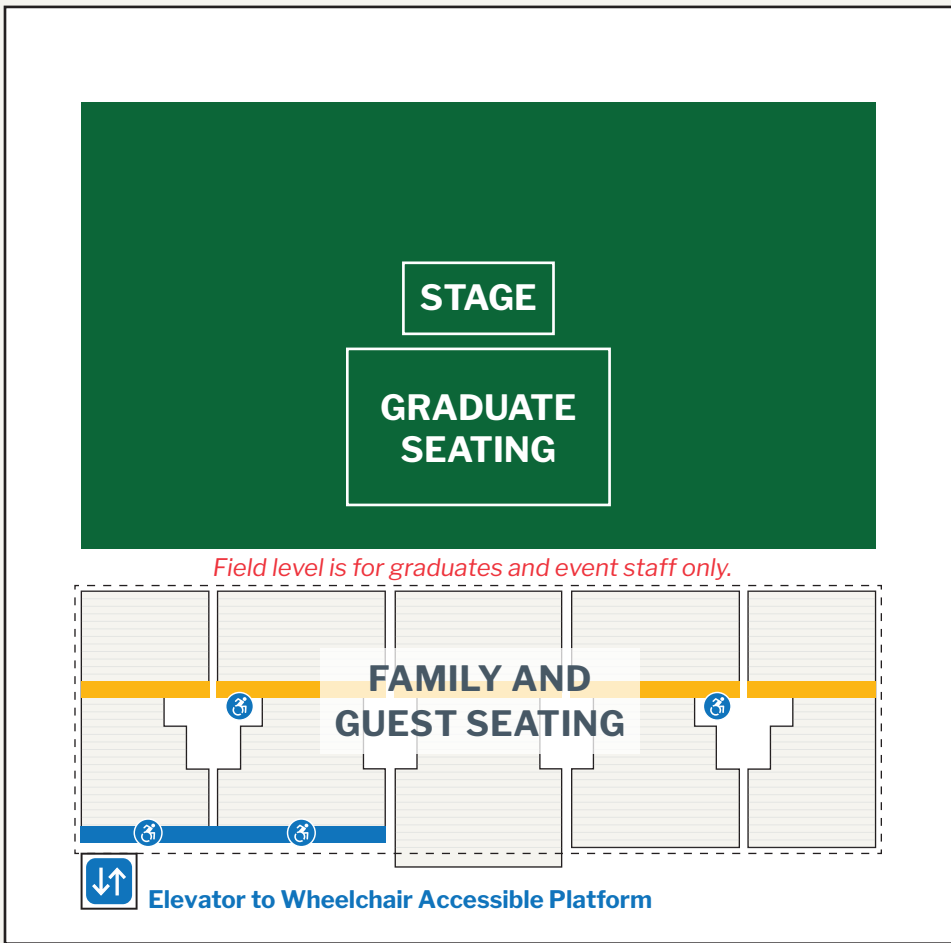 STAGE
GRADUATE
SEATING
Field level is for graduates and event staff only.
FAMILY AND
GUEST SEATING
Elevator to Wheelchair Accessible Platform